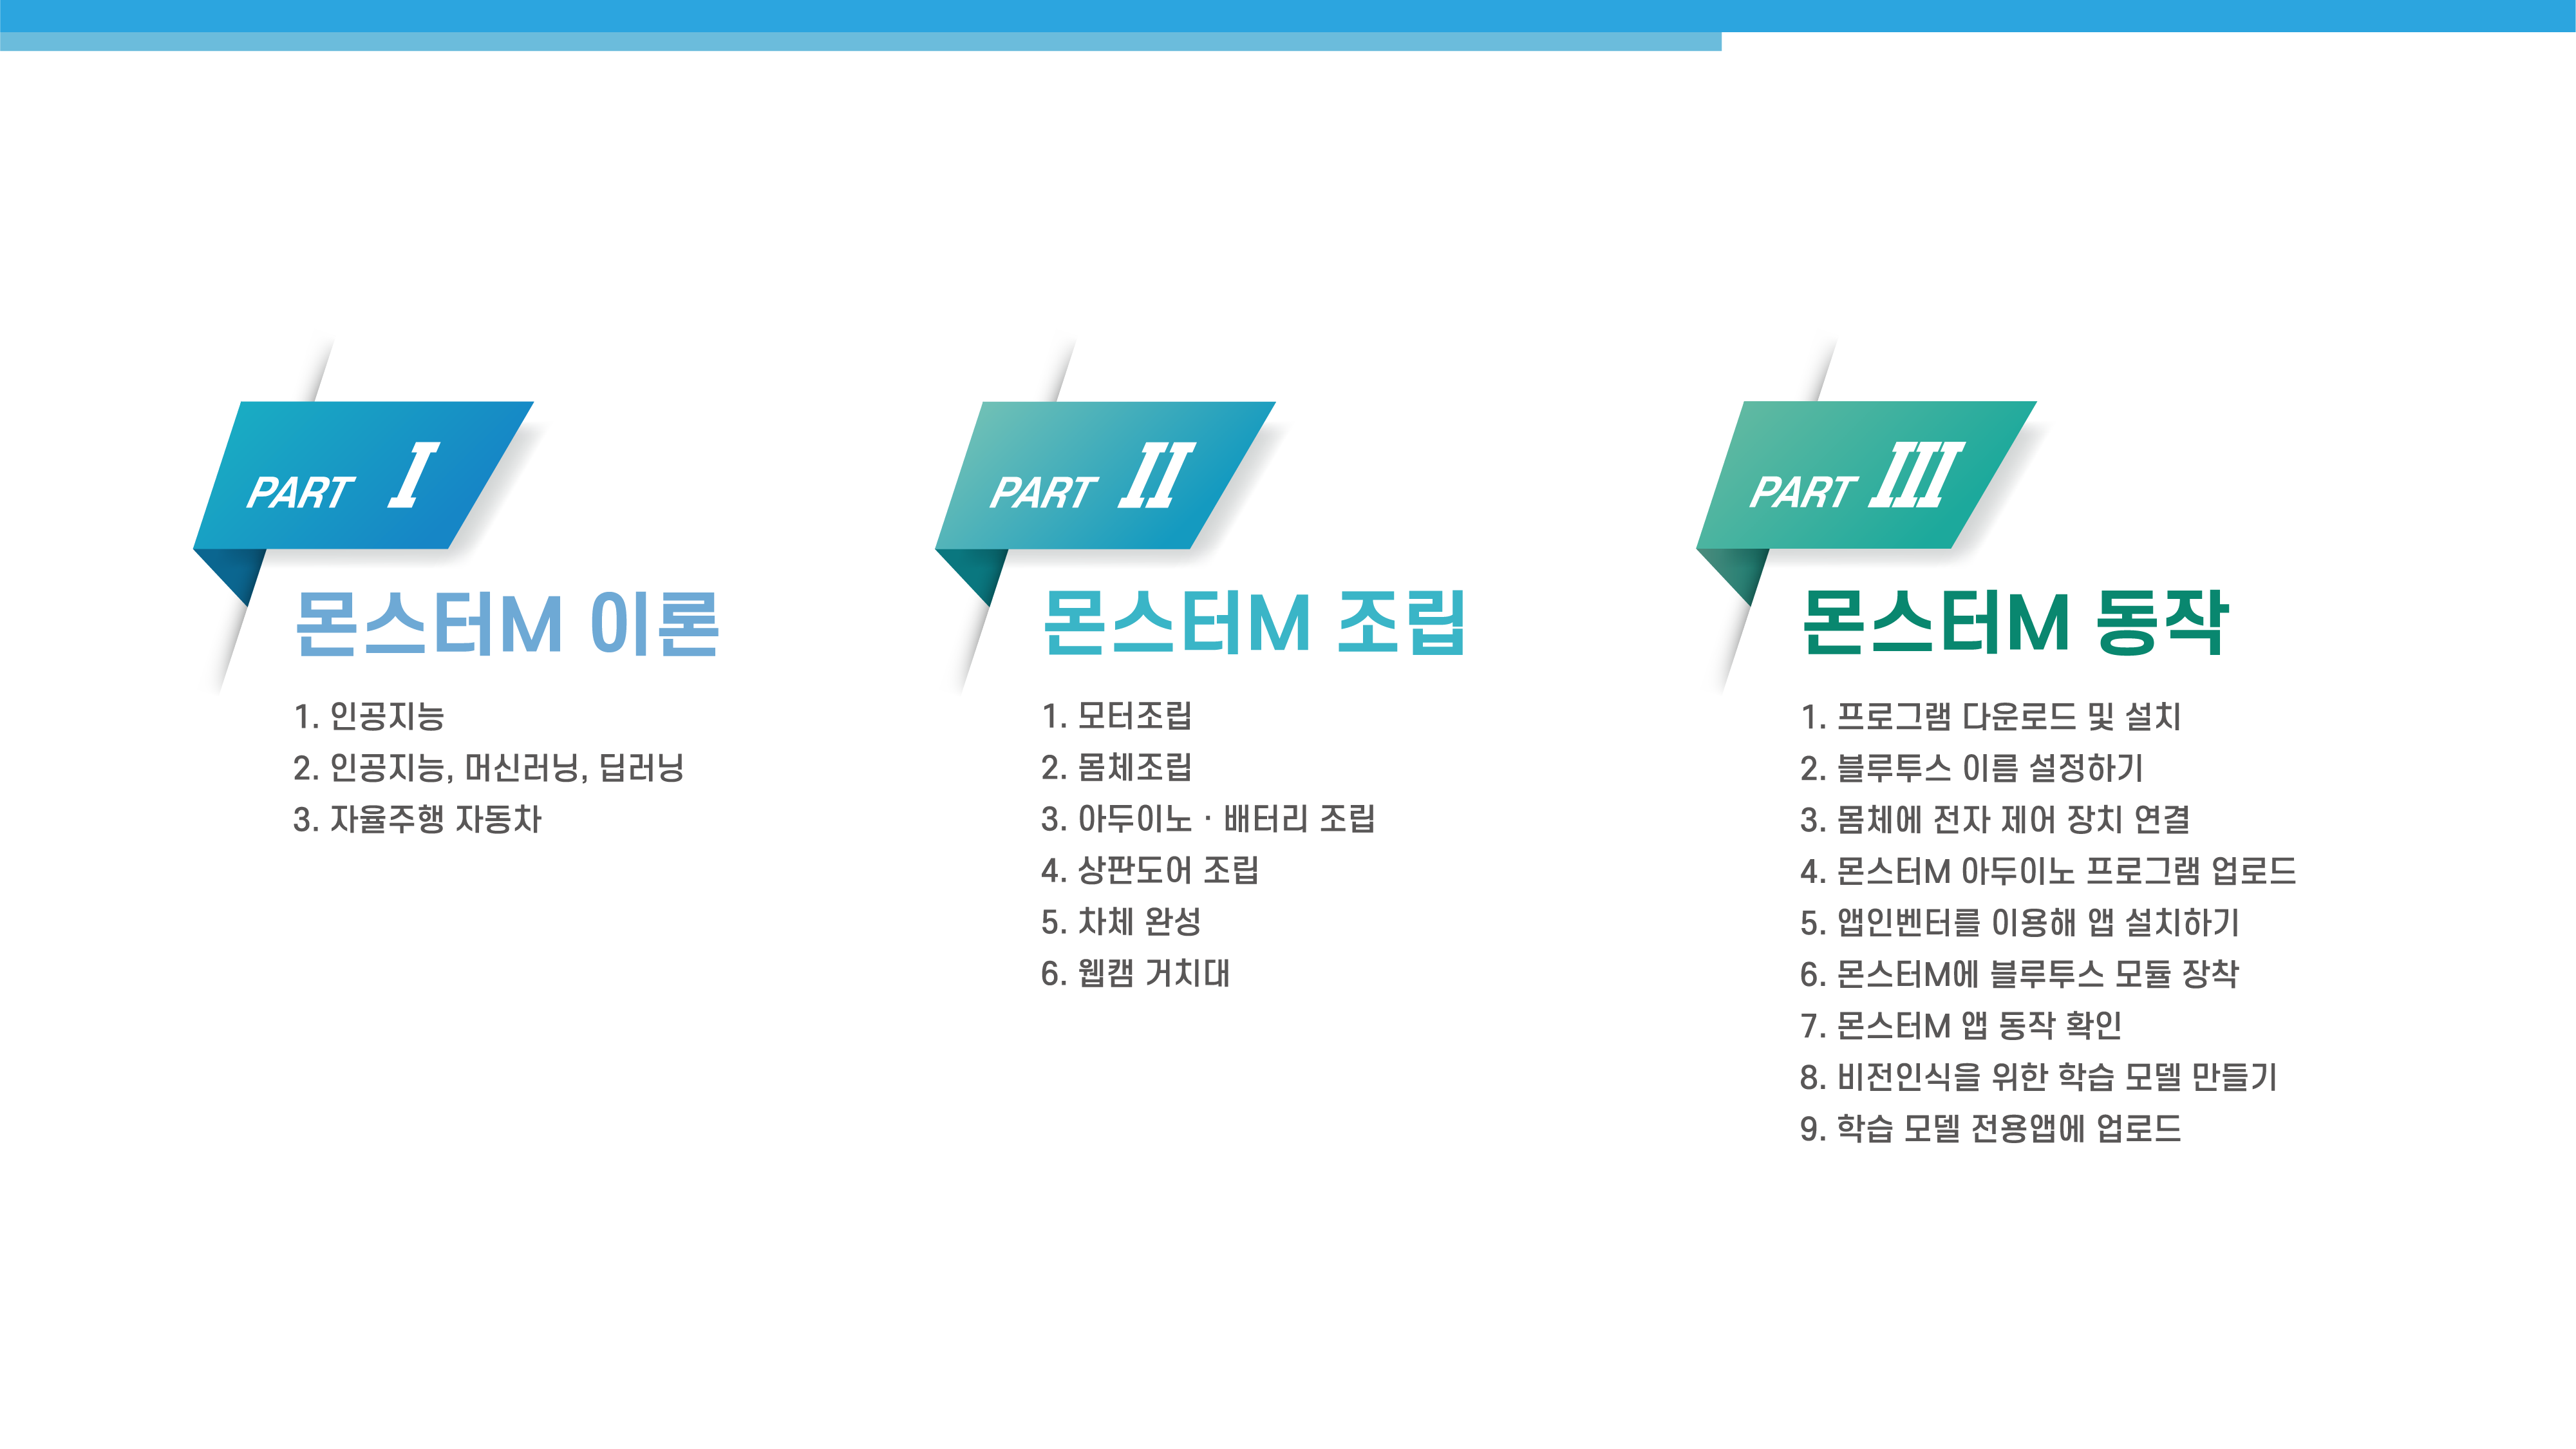 PART I
몬스터M 이론
1. 인공지능
2. 인공지능, 머신러닝, 딥러닝
3. 자율주행 자동차
PART II
몬스터M 조립
1. 모터조립
2. 몸체조립
3. 아두이노 · 배터리 조립
4. 상판도어 조립
5. 차체 완성
6. 웹캠 거치대
PART III
몬스터M 동작
1. 프로그램 다운로드 및 설치
2. 블루투스 이름 설정하기
3. 몸체에 전자 제어 장치 연결
4. 몬스터M 아두이노 프로그램 업로드
5. 앱인벤터를 이용해 앱 설치하기
6. 몬스터M에 블루투스 모듈 장착
7. 몬스터M 앱 동작 확인
8. 비전인식을 위한 학습 모델 만들기
9. 학습 모델 전용앱에 업로드